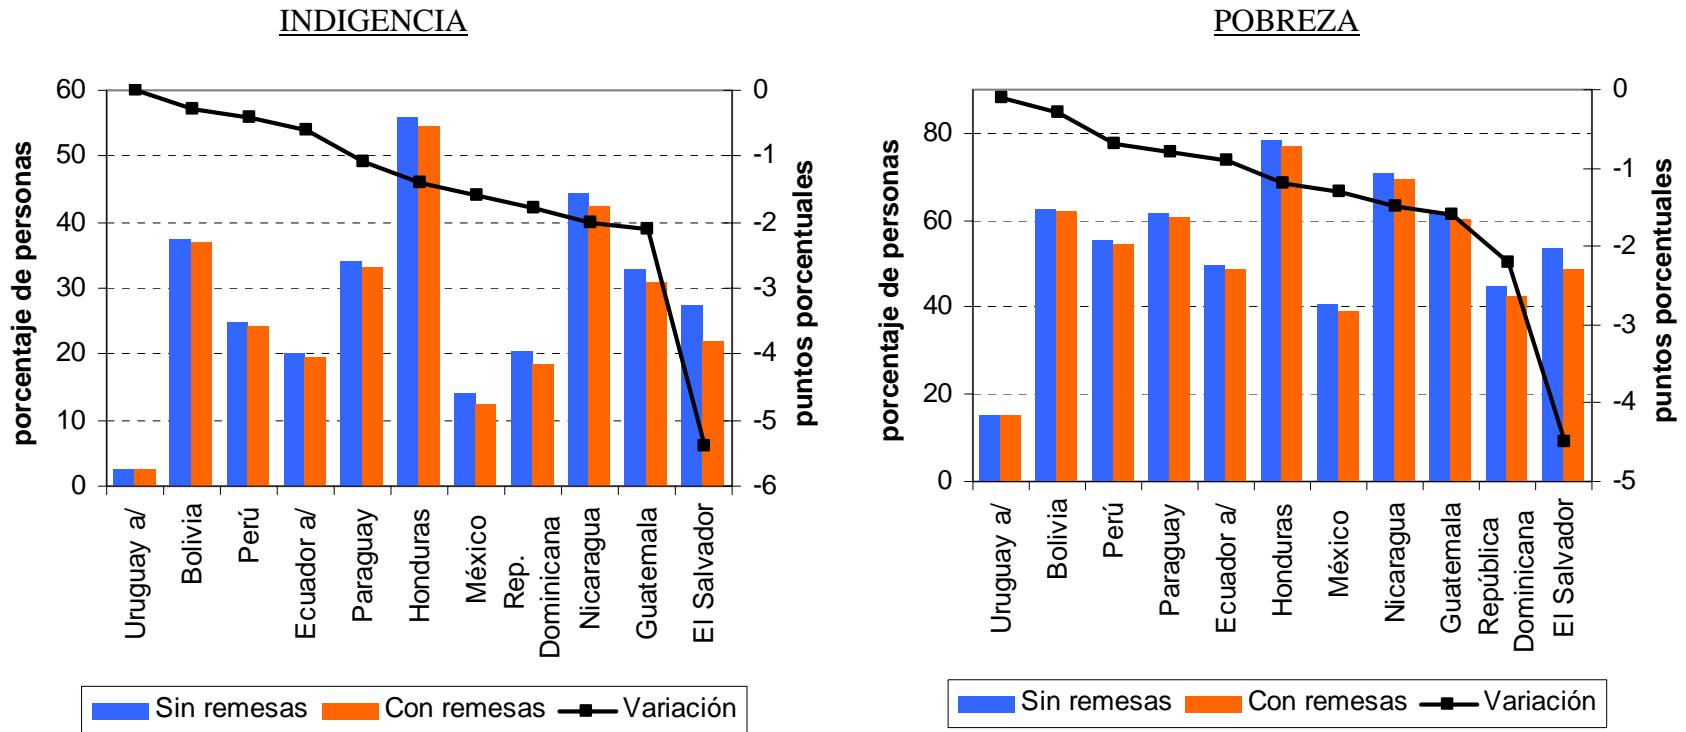 INDIGENCIA
60
50
40
30
20
10
0
porcentaje de personas
0
-1
-2
-3
-4
-5
-6
puntos porcentuales
Uruguay a/
Bolivia
Perú
Ecuador a/
Paraguay
Honduras
México
Rep.
Dominicana
Nicaragua
Guatemala
El Salvador
Sin remesas Con remesas Variación
POBREZA
80
60
40
20
0
porcentaje de personas
0
-1
-2
-3
-4
-5
puntos porcentuales
Uruguay a/
Bolivia
Perú
Paraguay
Ecuador a/
Honduras
México
Nicaragua
Guatemala
República
Dominicana
El Salvador
Sin remesas Con remesas Variación